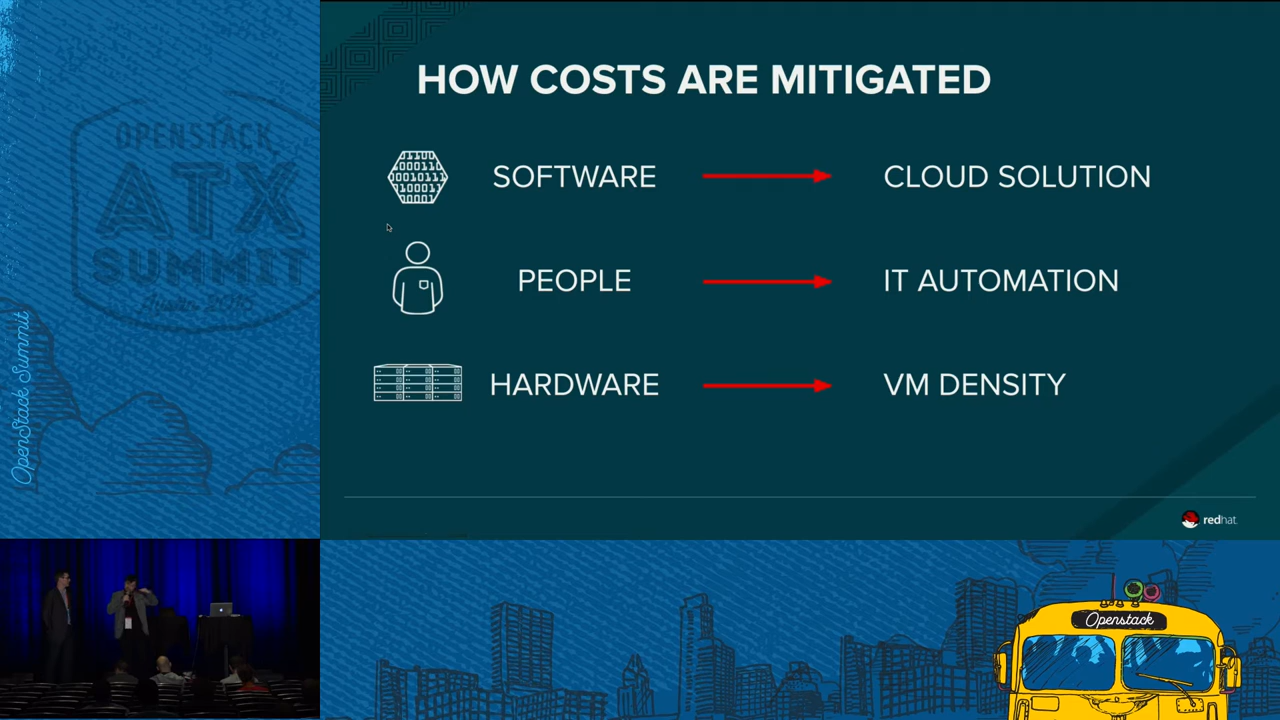 HOW COSTS ARE MITIGATED
SOFTWARE
CLOUD SOLUTION
PEOPLE
IT AUTOMATION
HARDWARE
VM DENSITY
redhat.
OPENSTACK
ATX
SUMMIT
OpenStack Summit
Openstack